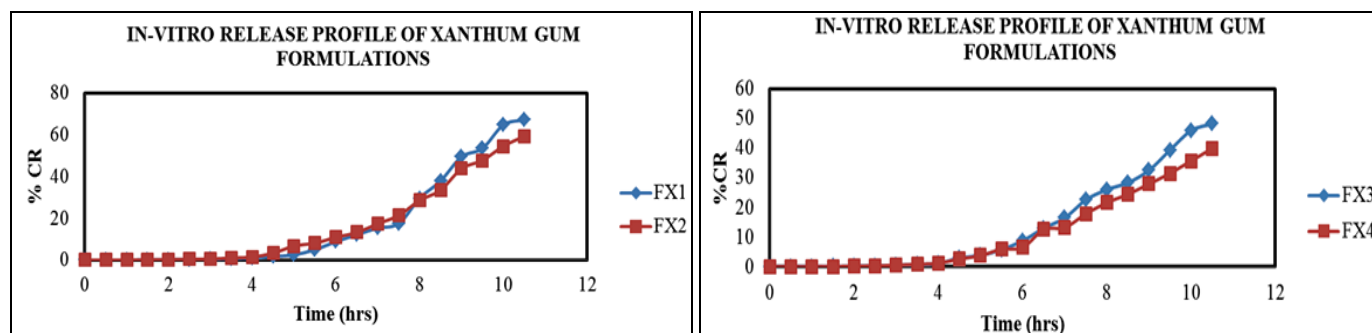 IN-VITRO RELEASE PROFILE OF XANTHUM GUM
FORMULATIONS
80
60
40
20
0
% CR
0 2 4 6 8 10 12
Time (hrs)
FX1
FX2
IN-VITRO RELEASE PROFILE OF XANTHUM GUM
FORMULATIONS
60
50
40
30
20
10
0
%CR
0 2 4 6 8 10 12
Time (hrs)
FX3
FX4